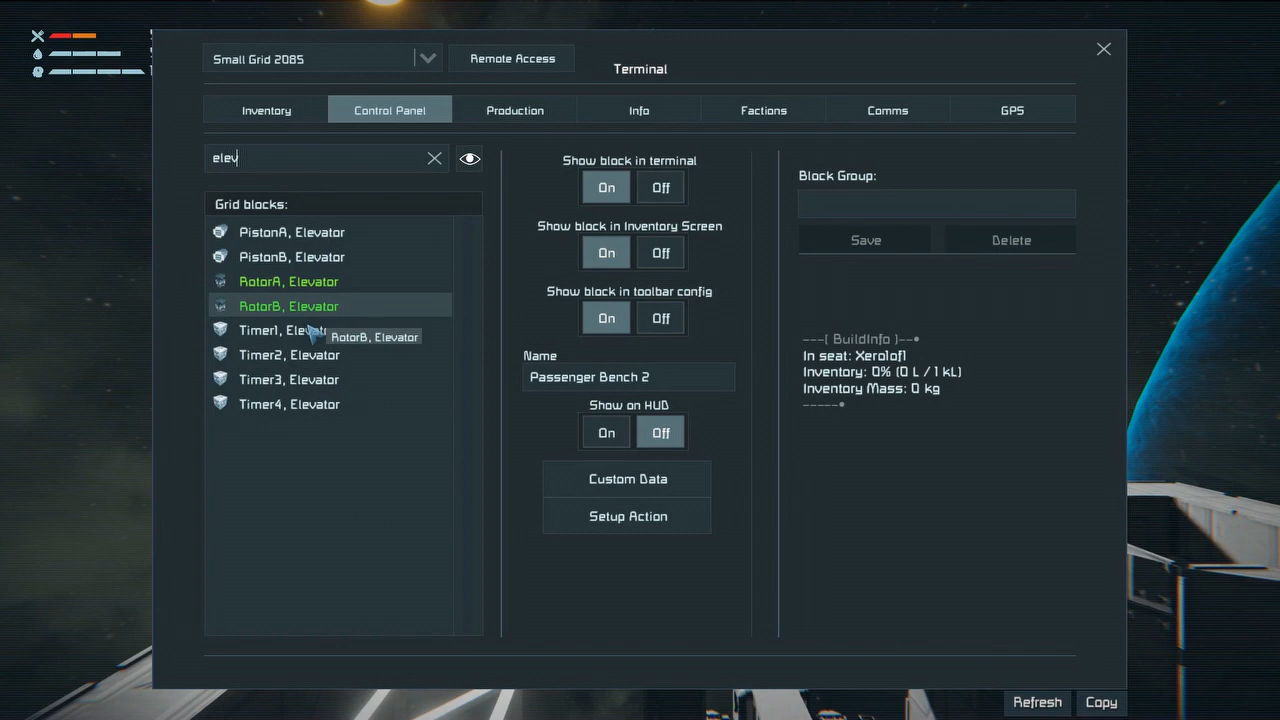 Small Grid 2085
Remote Access
Terminal
Inventory
Control Panel
Production
Info
Factions
Comms
GPS
elev
Grid blocks:
PistonA, Elevator
PistonB, Elevator
RotorA, Elevator
RotorB, Elevator
Timer1, Elevator
RotorB, Elevator
Timer2, Elevator
Timer3, Elevator
Timer4, Elevator
Show block in terminal
On Off
Show block in Inventory Screen
On Off
Show block in toolbar config
On Off
Name
Passenger Bench 2
Show on HUD
On Off
Custom Data
Setup Action
Block Group:
Save Delete
---( BuildInfo )--•
In seat: Xerolofl
Inventory: 0% (0 L / 1 kL)
Inventory Mass: 0 kg
-----•
Refresh Copy